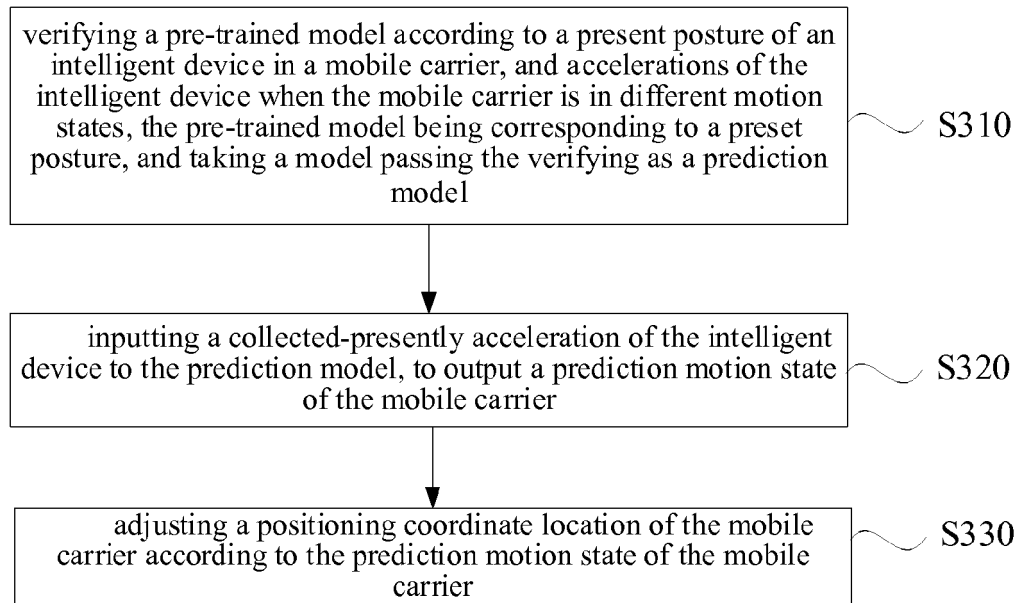 verifying a pre-trained model according to a present posture of an
intelligent device in a mobile carrier, and accelerations of the
intelligent device when the mobile carrier is in different motion
states, the pre-trained model being corresponding to a preset
posture, and taking a model passing the verifying as a prediction
model
S310
inputting a collected-presently acceleration of the intelligent
device to the prediction model, to output a prediction motion state
of the mobile carrier
S320
adjusting a positioning coordinate location of the mobile
carrier according to the prediction motion state of the mobile
carrier
S330